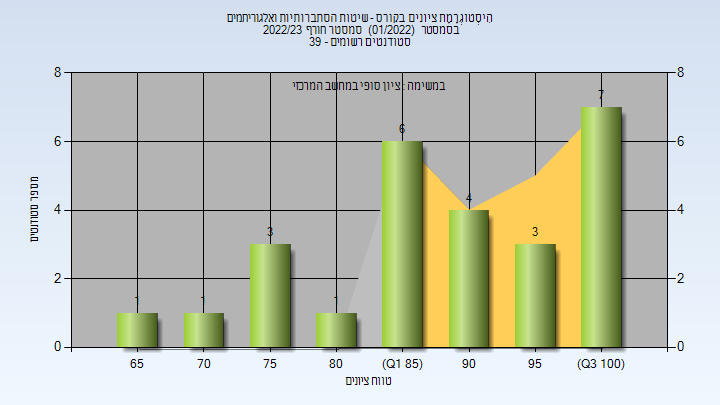 היסטוגרמת ציונים בקורס - שיטות הסתברותיות ואלגוריתמים
בסמסטר (01/2022) סמסטר חורף 2022/23
סטודנטים רשומים - 39
במשימה : ציון סופי במחשב המרכזי
מספר סטודנטים
8 8
6 6
4 4
2 2
0 0
1 1 3 1 6 4 3 7
65 70 75 80 (Q1 85) 90 95 (Q3 100)
טווח ציונים